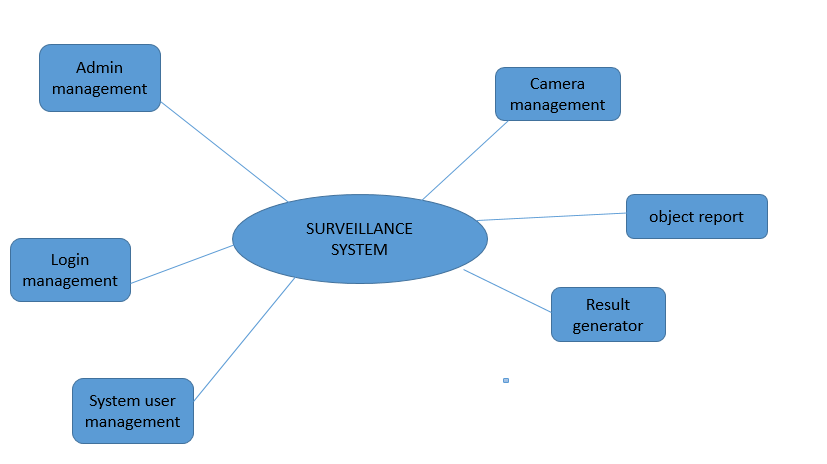 Admin
management
Camera
management
object report
SURVEILLANCE
SYSTEM
Login
management
Result
generator
System user
management